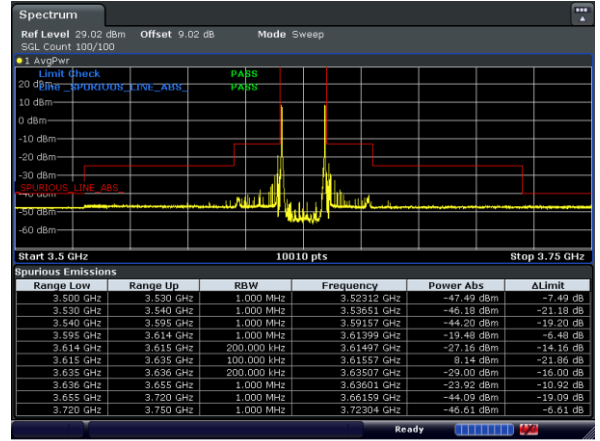 Spectrum
Ref Level 29.02 dBm Offset 9.02 dB Mode Sweep
SGL Count 100/100
1 AvgPwr
Limit Check PASS
20 dBm
Line _SPURIOUS_LINE_ABS_ PASS
10 dBm
0 dBm
-10 dBm
-20 dBm
-30 dBm
_SPURIOUS_LINE_ABS_
-40 dBm
-50 dBm
-60 dBm
Start 3.5 GHz 10010 pts Stop 3.75 GHz
Spurious Emissions
Range Low Range Up RBW Frequency Power Abs ΔLimit
3.500 GHz 3.530 GHz 1.000 MHz 3.52312 GHz -47.49 dBm -7.49 dB
3.530 GHz 3.540 GHz 1.000 MHz 3.53651 GHz -46.18 dBm -21.18 dB
3.540 GHz 3.595 GHz 1.000 MHz 3.59157 GHz -44.20 dBm -19.20 dB
3.595 GHz 3.614 GHz 1.000 MHz 3.61399 GHz -19.48 dBm -6.48 dB
3.614 GHz 3.615 GHz 200.000 kHz 3.61497 GHz -27.16 dBm -14.16 dB
3.615 GHz 3.635 GHz 100.000 kHz 3.61557 GHz 8.14 dBm -21.86 dB
3.635 GHz 3.636 GHz 200.000 kHz 3.63507 GHz -29.00 dBm -16.00 dB
3.636 GHz 3.655 GHz 1.000 MHz 3.63601 GHz -23.92 dBm -10.92 dB
3.655 GHz 3.720 GHz 1.000 MHz 3.66159 GHz -44.09 dBm -19.09 dB
3.720 GHz 3.750 GHz 1.000 MHz 3.72304 GHz -46.61 dBm -6.61 dB
Ready